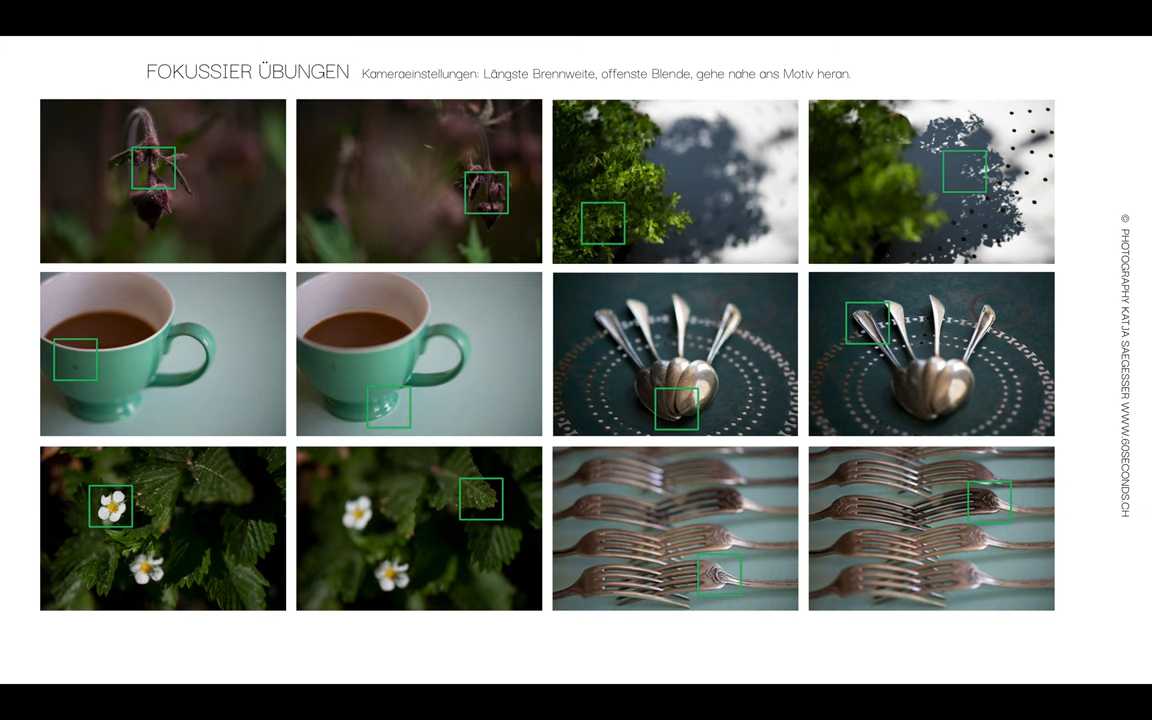 FOKUSSIER ÜBUNGEN Kameraeinstellungen: Längste Brennweite, offenste Blende, gehe nahe ans Motiv heran.
© PHOTOGRAPHY KATJA SAEGESSER WWW.60SECONDS.CH